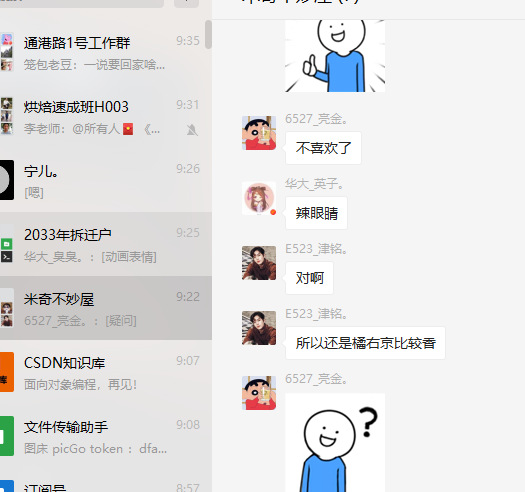 通港路1号工作群
9:35
笼包老豆：一说要回家啥...
烘焙速成班H003
9:31
李老师：@所有人🧧《...
宁儿。
9:26
[嗯]
2033年拆迁户
9:25
华大_臭臭。：[动画表情]
米奇不妙屋
9:22
6527_亮金。：[疑问]
CSDN知识库
9:07
面向对象编程，再见！
文件传输助手
9:08
图床 picGo token ：dfa...
订阅号
8:57
6527_亮金。
不喜欢了
华大_英子。
辣眼睛
E523_津铭。
对啊
E523_津铭。
所以还是橘右京比较香
6527_亮金。
?